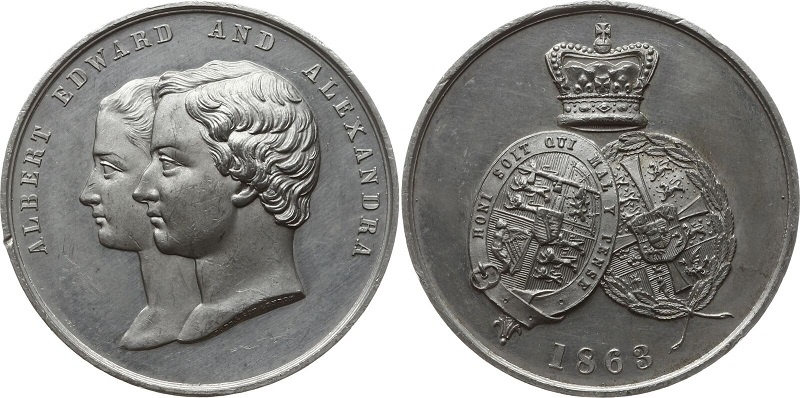 ALBERT EDWARD AND ALEXANDRA
HONI SOIT QUI MAL Y PENSE
1863